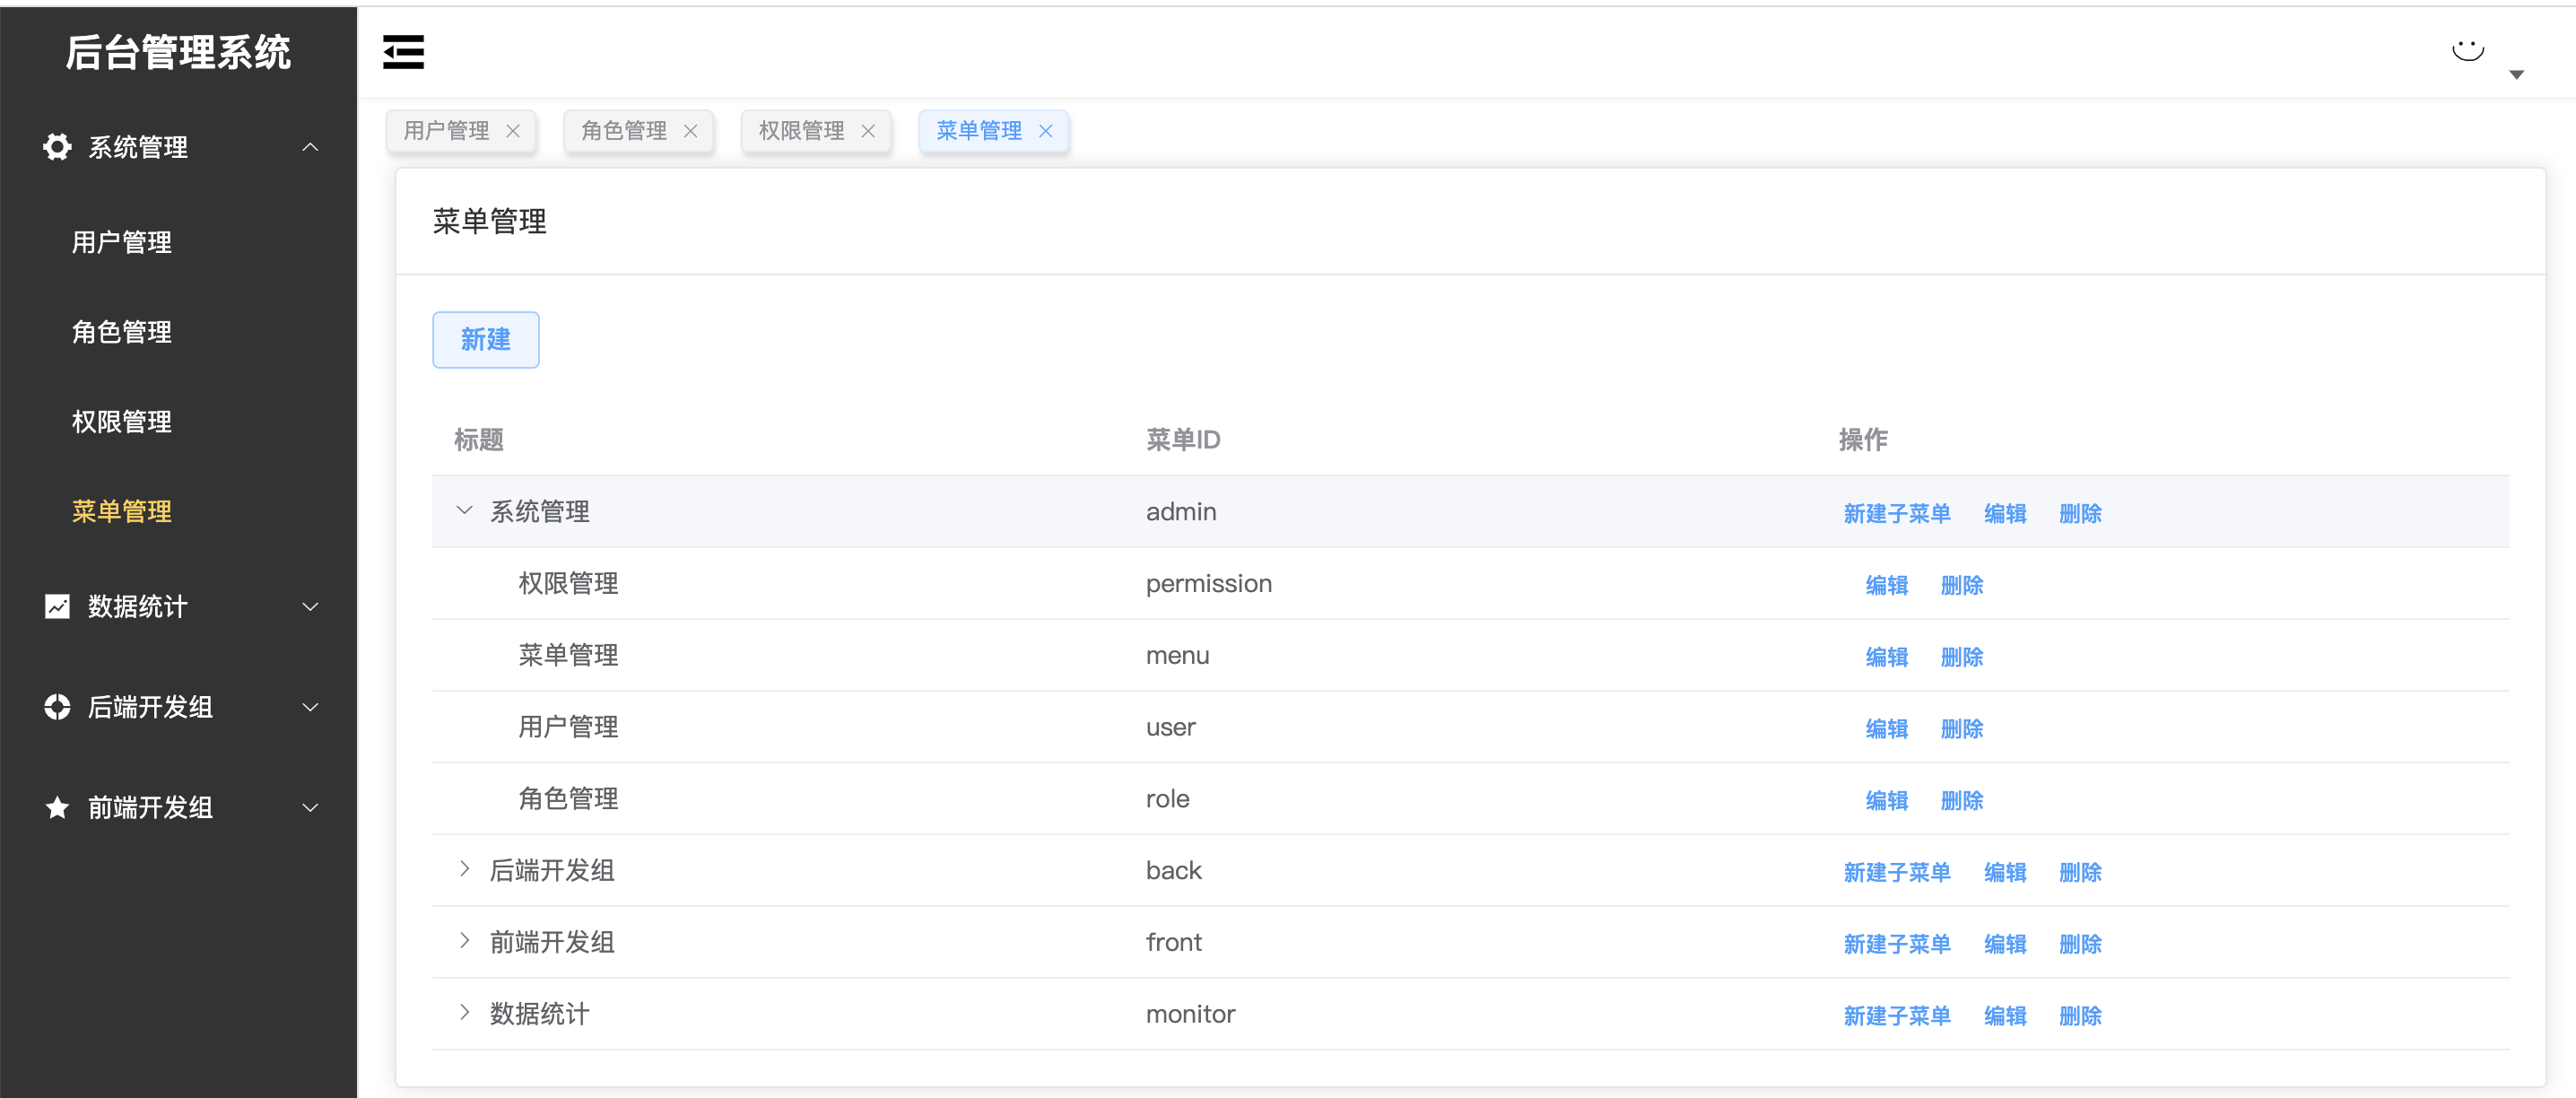 后台管理系统
系统管理
用户管理
角色管理
权限管理
菜单管理
数据统计
后端开发组
前端开发组
用户管理 角色管理 权限管理 菜单管理
菜单管理
新建
标题 菜单ID 操作
系统管理 admin 新建子菜单 编辑 删除
权限管理 permission 编辑 删除
菜单管理 menu 编辑 删除
用户管理 user 编辑 删除
角色管理 role 编辑 删除
后端开发组 back 新建子菜单 编辑 删除
前端开发组 front 新建子菜单 编辑 删除
数据统计 monitor 新建子菜单 编辑 删除